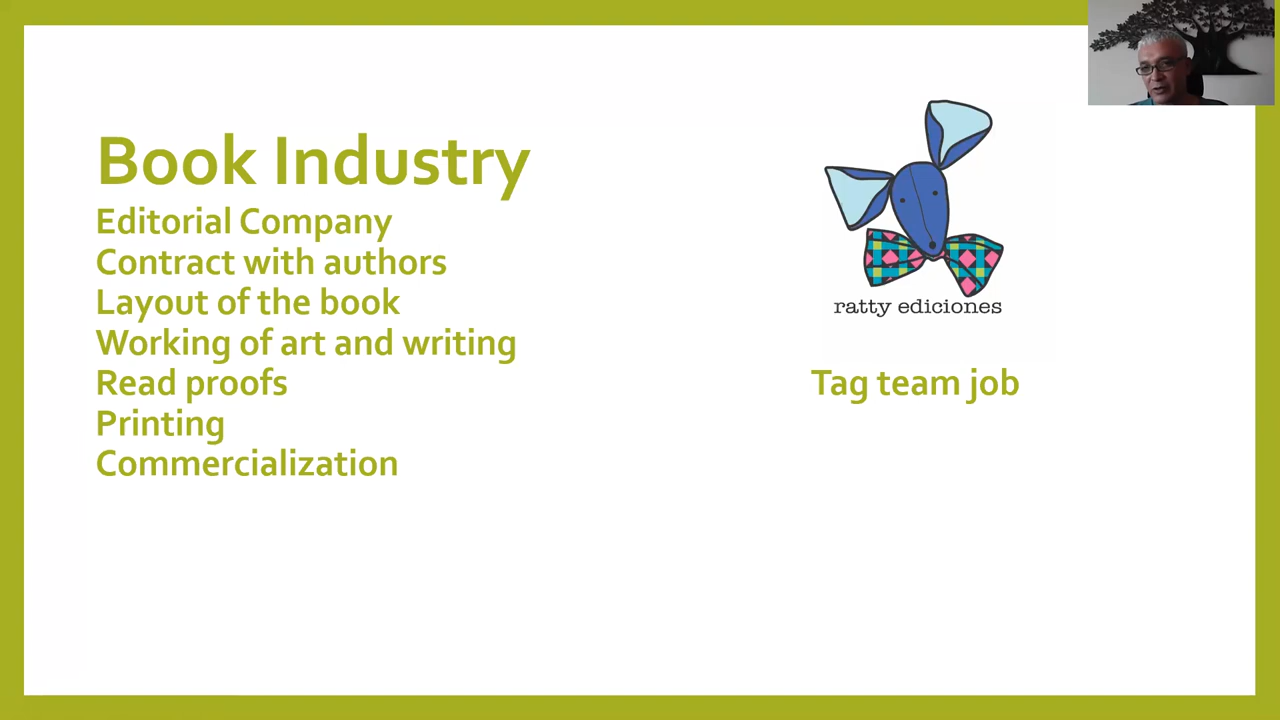 Book Industry
Editorial Company
Contract with authors
Layout of the book
Working of art and writing
Read proofs
Printing
Commercialization
ratty ediciones
Tag team job